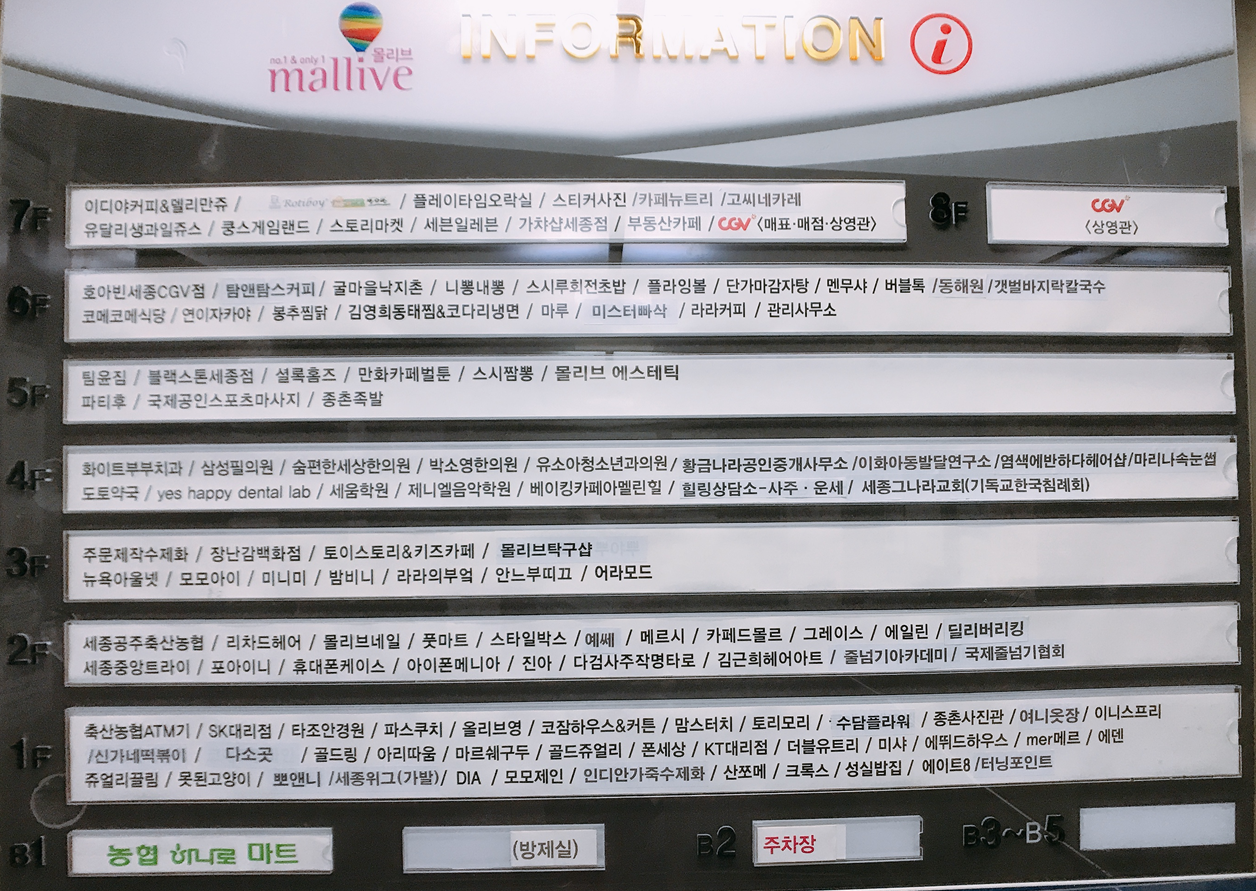 no.1 & only 1 몰리브
mallive
INFORMATION i
7F
이디야커피&델리만쥬 / Rotiboy / 플레이타임오락실 / 스티커사진 /카페뉴트리 /고씨네카레
유달리생과일쥬스 / 쿵스게임랜드 / 스토리마켓 / 세븐일레븐 / 가챠샵세종점 / 부동산카페 / CGV 〈매표·매점·상영관〉
8F
CGV
〈상영관〉
6F
호아빈세종CGV점 / 탐앤탐스커피/ 굴마을낙지촌 / 니뽕내뽕 / 스시루회전초밥 / 플라잉볼 / 단가마감자탕 / 멘무샤 / 버블톡 /동해원 /갯벌바지락칼국수
코메코메식당 / 연이자카야 / 봉추찜닭 / 김영희동태찜&코다리냉면 / 마루 / 미스터빠삭 / 라라커피 / 관리사무소
5F
팀윤짐 / 블랙스톤세종점 / 셜록홈즈 / 만화카페벌툰 / 스시짬뽕 / 몰리브 에스테틱
파티후 / 국제공인스포츠마사지 / 종촌족발
4F
화이트부부치과 / 삼성필의원 / 숨편한세상한의원 / 박소영한의원 / 유소아청소년과의원/ 황금나라공인중개사무소 /이화아동발달연구소 /염색에반하다헤어샵/마리나속눈썹
도토약국 / yes happy dental lab / 세움학원 / 제니엘음악학원 / 베이킹카페아멜린힐 / 힐링상담소-사주 · 운세/ 세종그나라교회(기독교한국침례회)
3F
주문제작수제화 / 장난감백화점 / 토이스토리&키즈카페 / 몰리브탁구샵
뉴욕아울넷 / 모모아이 / 미니미 / 밤비니 / 라라의부엌 / 안느부띠끄 / 어라모드
2F
세종공주축산농협 / 리차드헤어 / 몰리브네일 / 풋마트 / 스타일박스 /예쎄 / 메르시 / 카페드몰르 / 그레이스 / 에일린 / 딜리버리킹
세종중앙트라이 / 포아이니 / 휴대폰케이스 / 아이폰메니아 / 진아 / 다검사주작명타로 / 김근희헤어아트 / 줄넘기아카데미/ 국제줄넘기협회
1F
축산농협ATM기 / SK대리점 / 타조안경원 / 파스쿠치 / 올리브영 / 코잠하우스&커튼 / 맘스터치 / 토리모리 / 수담플라워 / 종촌사진관 /여니옷장/ 이니스프리
/신가네떡볶이 / 다소곳 / 골드링 / 아리따움 / 마르쉐구두 / 골드쥬얼리 / 폰세상 / KT대리점 / 더블유트리 / 미샤 / 에뛰드하우스 / mer메르 / 에덴
쥬얼리끌림 / 못된고양이 / 뽀앤니 /세종위그(가발)/ DIA / 모모제인 / 인디안가죽수제화 / 산쪼메 / 크록스 / 성실밥집 / 에이트8 /터닝포인트
B1
농협 하나로 마트
(방제실)
B2
주차장
B3~B5